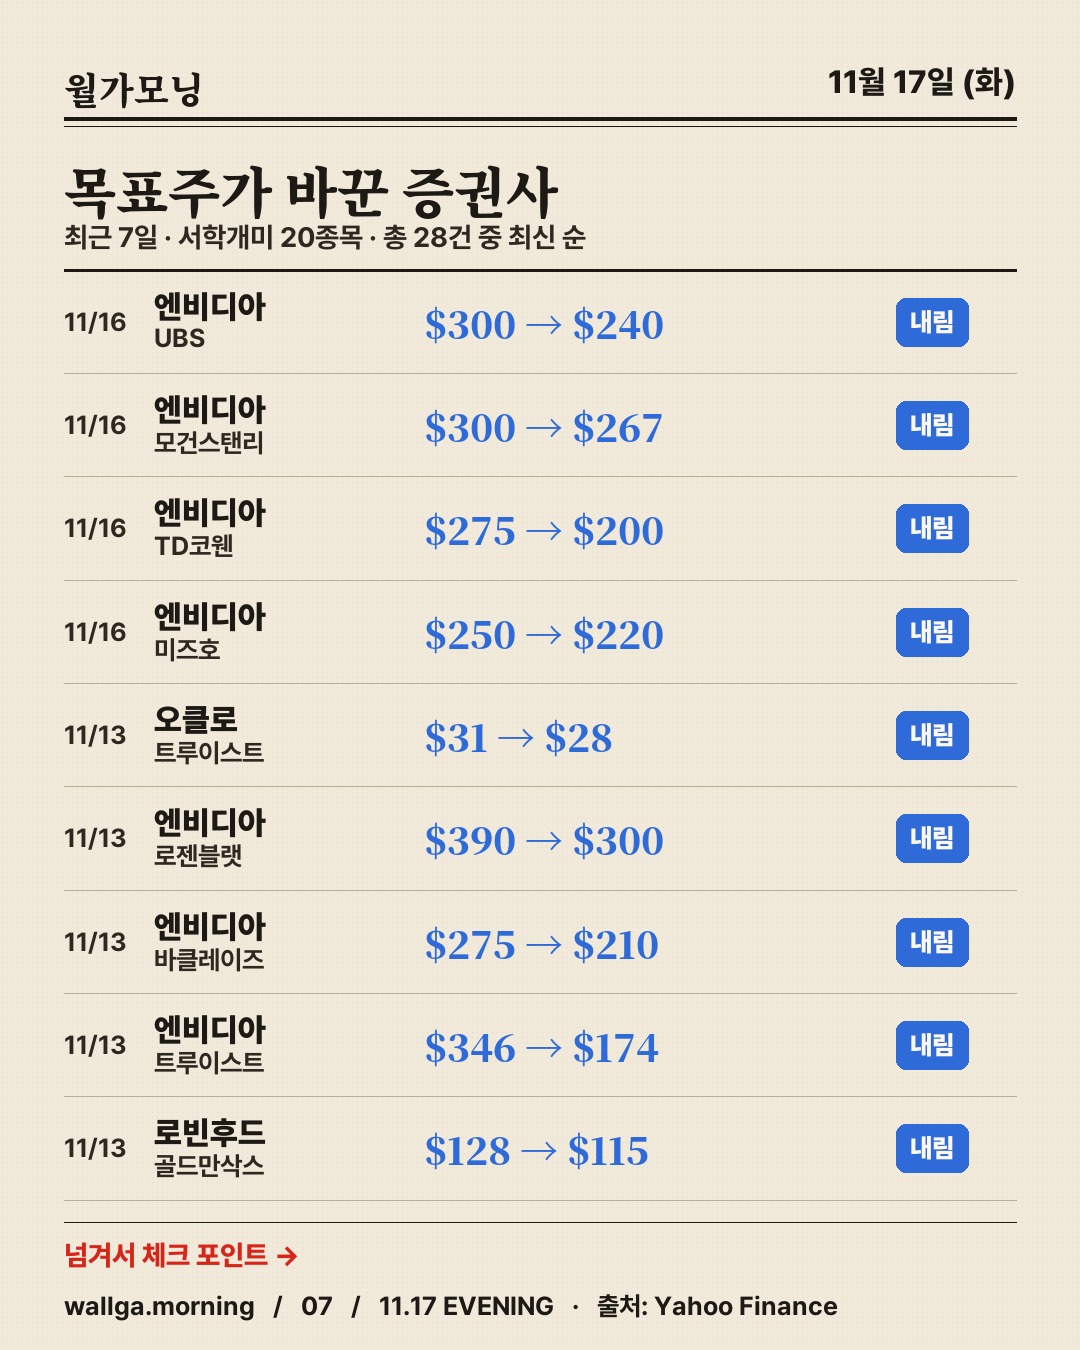 월가모닝
11월 17일 (화)
목표주가 바꾼 증권사
최근 7일 · 서학개미 20종목 · 총 28건 중 최신 순
11/16 엔비디아 $300 → $240 내림
UBS
11/16 엔비디아 $300 → $267 내림
모건스탠리
11/16 엔비디아 $275 → $200 내림
TD코웬
11/16 엔비디아 $250 → $220 내림
미즈호
11/13 오클로 $31 → $28 내림
트루이스트
11/13 엔비디아 $390 → $300 내림
로젠블랫
11/13 엔비디아 $275 → $210 내림
바클레이즈
11/13 엔비디아 $346 → $174 내림
트루이스트
11/13 로빈후드 $128 → $115 내림
골드만삭스
넘겨서 체크 포인트 →
wallga.morning / 07 / 11.17 EVENING · 출처: Yahoo Finance